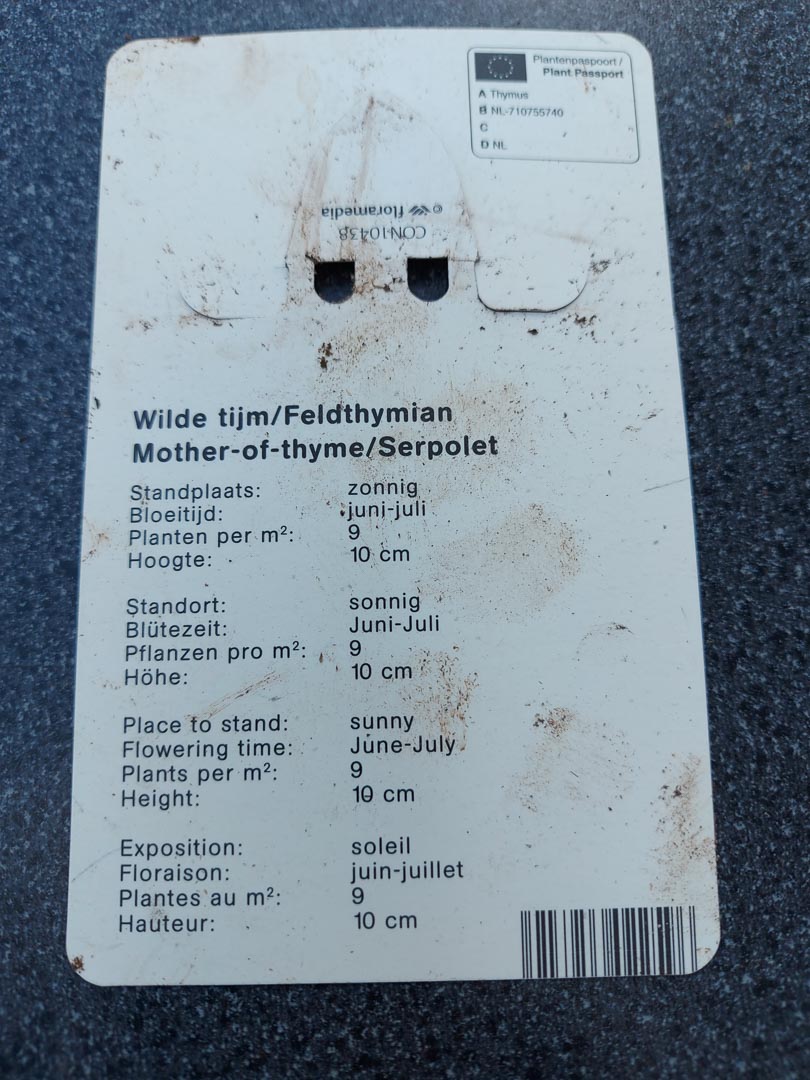 Plantenpaspoort /
Plant Passport
A Thymus
B NL-710755740
C
D NL
© floramedia
CON10438
Wilde tijm/Feldthymian
Mother-of-thyme/Serpolet
Standplaats: zonnig
Bloeitijd: juni-juli
Planten per m²: 9
Hoogte: 10 cm
Standort: sonnig
Blütezeit: Juni-Juli
Pflanzen pro m²: 9
Höhe: 10 cm
Place to stand: sunny
Flowering time: June-July
Plants per m²: 9
Height: 10 cm
Exposition: soleil
Floraison: juin-juillet
Plantes au m²: 9
Hauteur: 10 cm